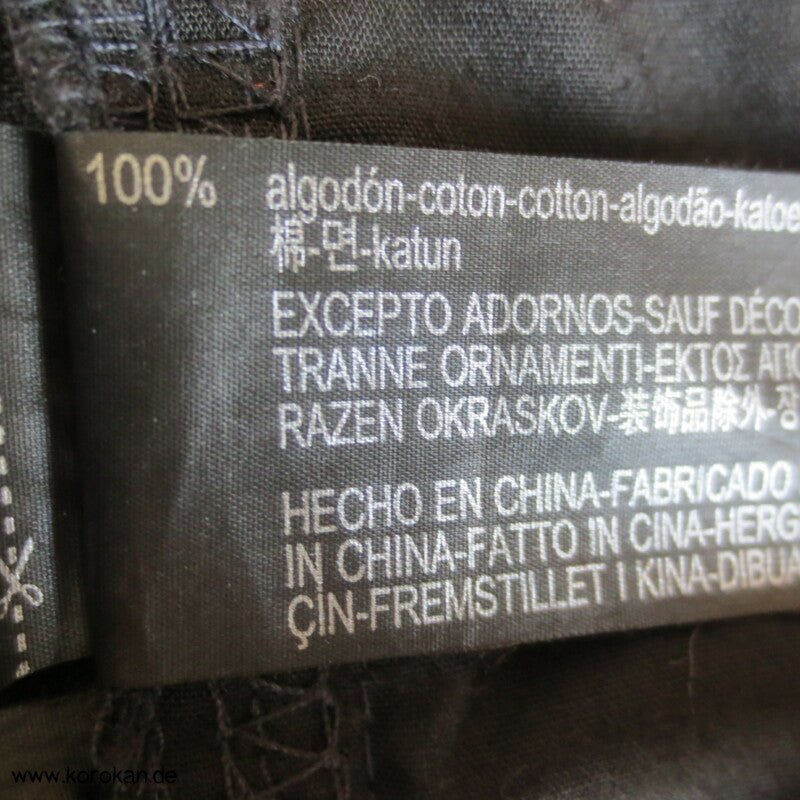 100% algodón-coton-cotton-algodão-katoe
棉-면-katun
EXCEPTO ADORNOS-SAUF DÉCO
TRANNE ORNAMENTI-ΕΚΤΟΣ ΑΠΟ
RAZEN OKRASKOV-装饰品除外-장
HECHO EN CHINA-FABRICADO
IN CHINA-FATTO IN CINA-HERG
ÇİN-FREMSTILLET I KINA-DIBUA
www.korokan.de